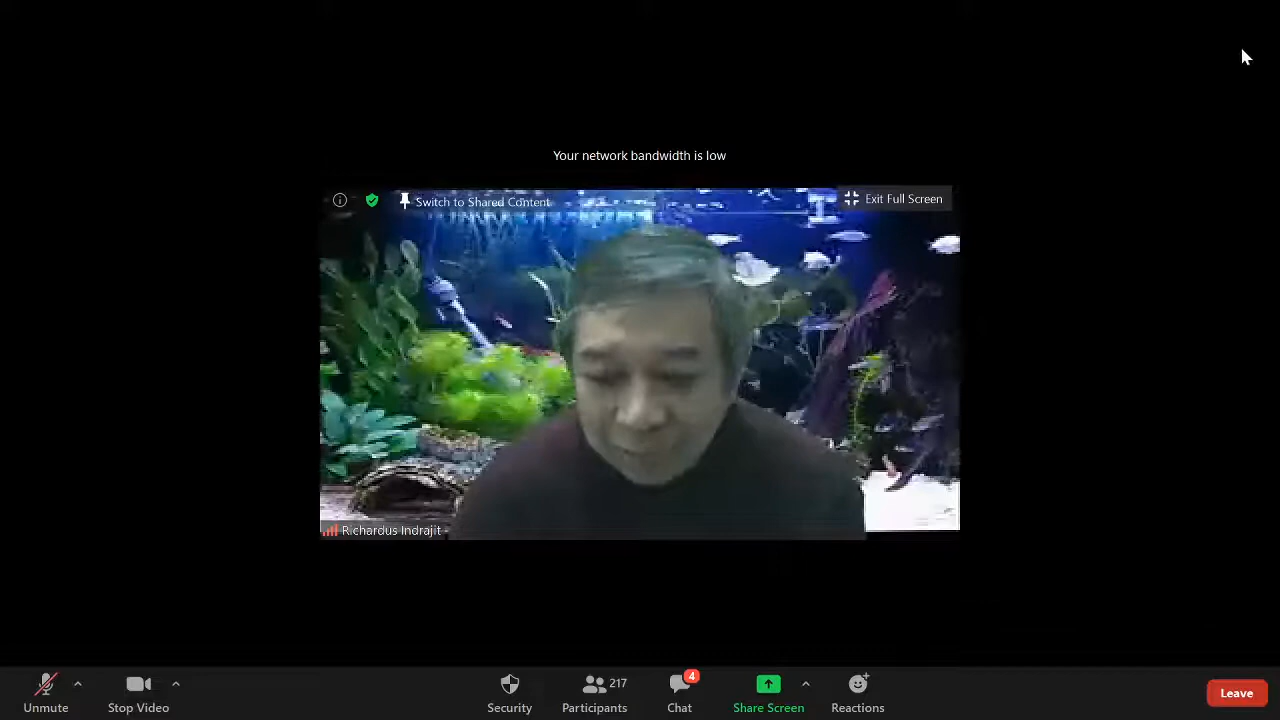 Your network bandwidth is low
Switch to Shared Content
Exit Full Screen
Richardus Indrajit
217
4
Unmute
Stop Video
Security
Participants
Chat
Share Screen
Reactions
Leave